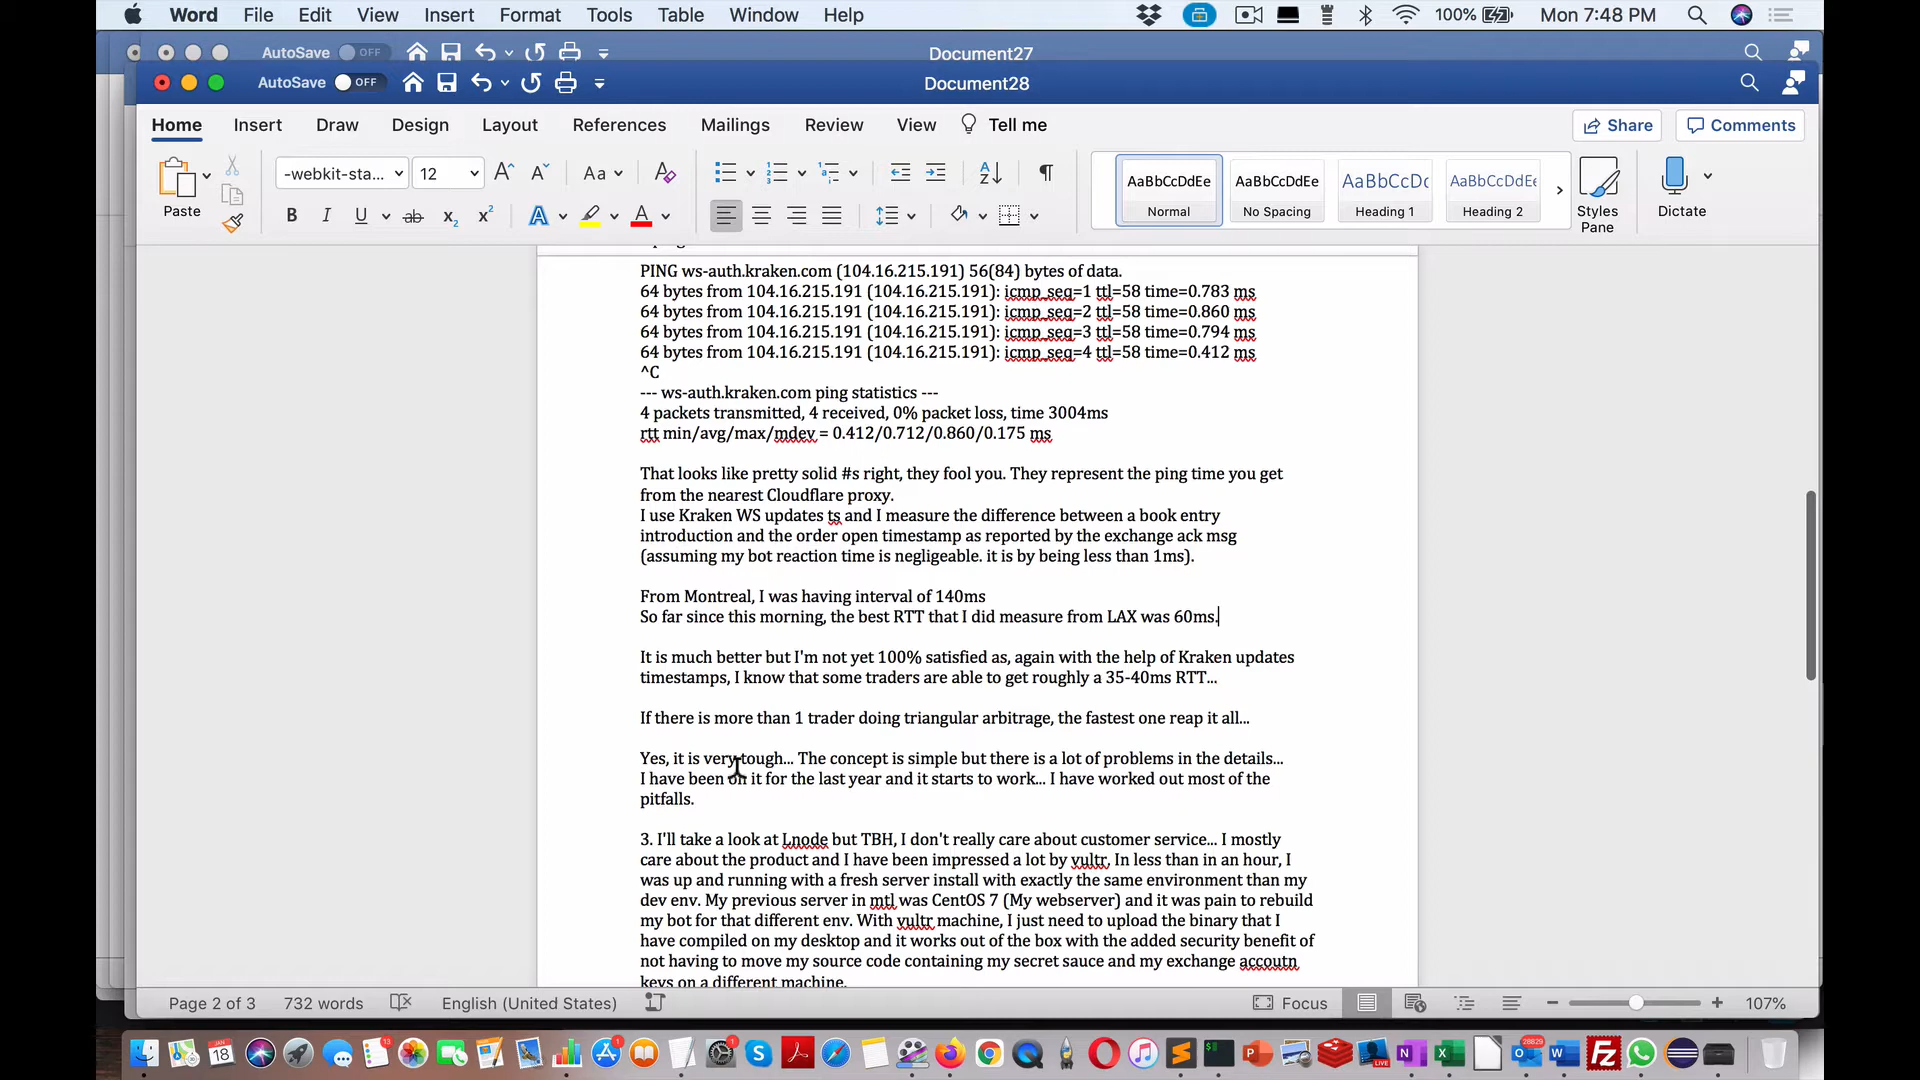 Word File Edit View Insert Format Tools Table Window Help 100% Mon 7:48 PM
AutoSave OFF Document27
AutoSave OFF Document28
Home Insert Draw Design Layout References Mailings Review View Tell me Share Comments
Paste -webkit-sta... 12 Aa AaBbCcDdEe AaBbCcDdEe AaBbCcDc AaBbCcDdE Dictate
B I U ab x₂ x² A A Normal No Spacing Heading 1 Heading 2 Styles Pane
PING ws-auth.kraken.com (104.16.215.191) 56(84) bytes of data.
64 bytes from 104.16.215.191 (104.16.215.191): icmp_seq=1 ttl=58 time=0.783 ms
64 bytes from 104.16.215.191 (104.16.215.191): icmp_seq=2 ttl=58 time=0.860 ms
64 bytes from 104.16.215.191 (104.16.215.191): icmp_seq=3 ttl=58 time=0.794 ms
64 bytes from 104.16.215.191 (104.16.215.191): icmp_seq=4 ttl=58 time=0.412 ms
^C
--- ws-auth.kraken.com ping statistics ---
4 packets transmitted, 4 received, 0% packet loss, time 3004ms
rtt min/avg/max/mdev = 0.412/0.712/0.860/0.175 ms
That looks like pretty solid #s right, they fool you. They represent the ping time you get
from the nearest Cloudflare proxy.
I use Kraken WS updates ts and I measure the difference between a book entry
introduction and the order open timestamp as reported by the exchange ack msg
(assuming my bot reaction time is negligeable. it is by being less than 1ms).
From Montreal, I was having interval of 140ms
So far since this morning, the best RTT that I did measure from LAX was 60ms.
It is much better but I'm not yet 100% satisfied as, again with the help of Kraken updates
timestamps, I know that some traders are able to get roughly a 35-40ms RTT...
If there is more than 1 trader doing triangular arbitrage, the fastest one reap it all...
Yes, it is very tough... The concept is simple but there is a lot of problems in the details...
I have been on it for the last year and it starts to work... I have worked out most of the
pitfalls.
3. I'll take a look at Lnode but TBH, I don't really care about customer service... I mostly
care about the product and I have been impressed a lot by vultr. In less than in an hour, I
was up and running with a fresh server install with exactly the same environment than my
dev env. My previous server in mtl was CentOS 7 (My webserver) and it was pain to rebuild
my bot for that different env. With vultr machine, I just need to upload the binary that I
have compiled on my desktop and it works out of the box with the added security benefit of
not having to move my source code containing my secret sauce and my exchange accoutn
keys on a different machine.
Page 2 of 3 732 words English (United States) Focus 107%